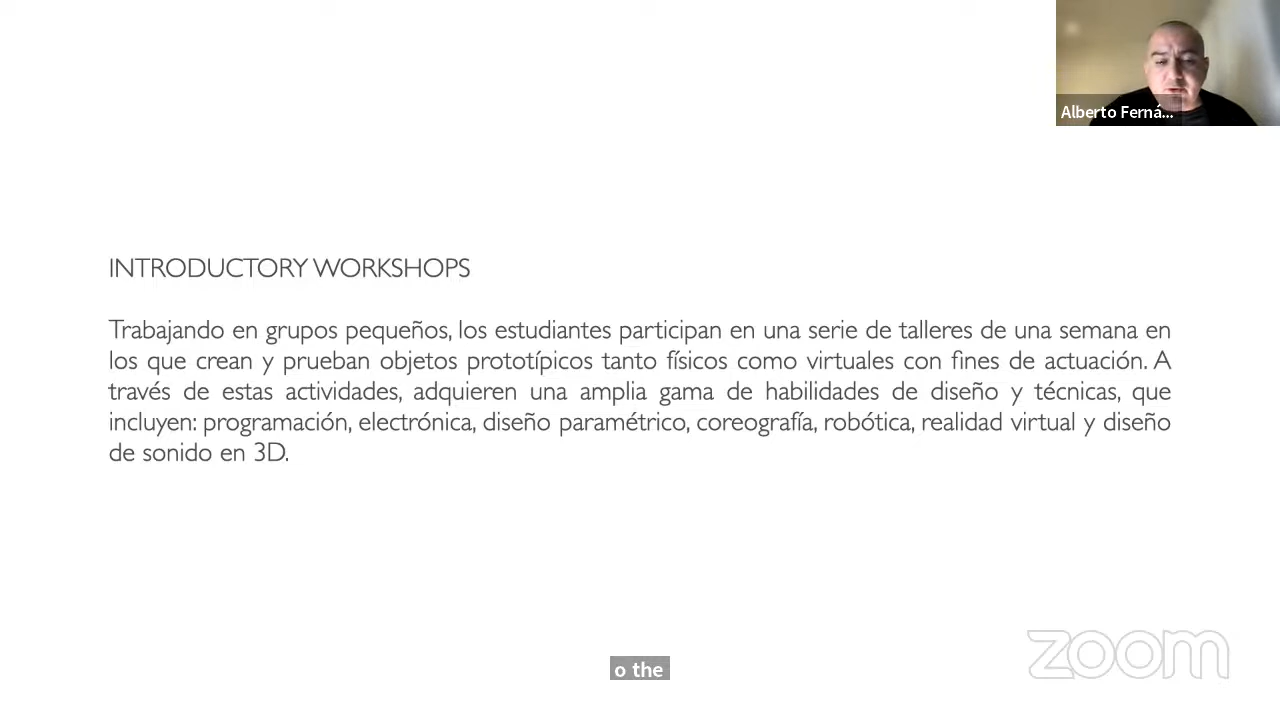 Alberto Ferná...
INTRODUCTORY WORKSHOPS
Trabajando en grupos pequeños, los estudiantes participan en una serie de talleres de una semana en
los que crean y prueban objetos prototípicos tanto físicos como virtuales con fines de actuación. A
través de estas actividades, adquieren una amplia gama de habilidades de diseño y técnicas, que
incluyen: programación, electrónica, diseño paramétrico, coreografía, robótica, realidad virtual y diseño
de sonido en 3D.
zoom
o the